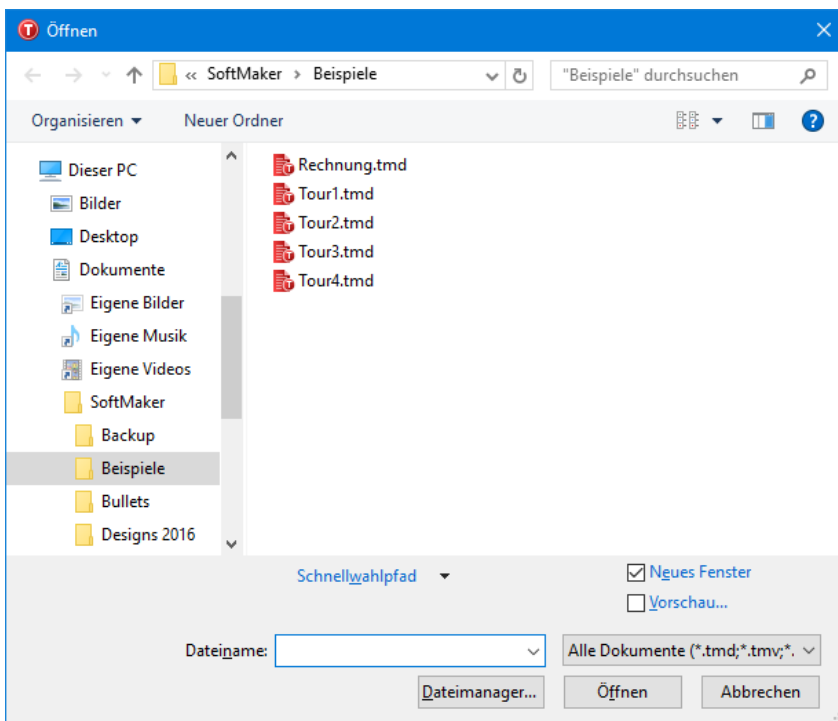 Öffnen
« SoftMaker › Beispiele
"Beispiele" durchsuchen
Organisieren
Neuer Ordner
Dieser PC
Bilder
Desktop
Dokumente
Eigene Bilder
Eigene Musik
Eigene Videos
SoftMaker
Backup
Beispiele
Bullets
Designs 2016
Rechnung.tmd
Tour1.tmd
Tour2.tmd
Tour3.tmd
Tour4.tmd
Schnellwahlpfad
Neues Fenster
Vorschau...
Dateiname:
Alle Dokumente (*.tmd;*.tmv;*.
Dateimanager...
Öffnen
Abbrechen